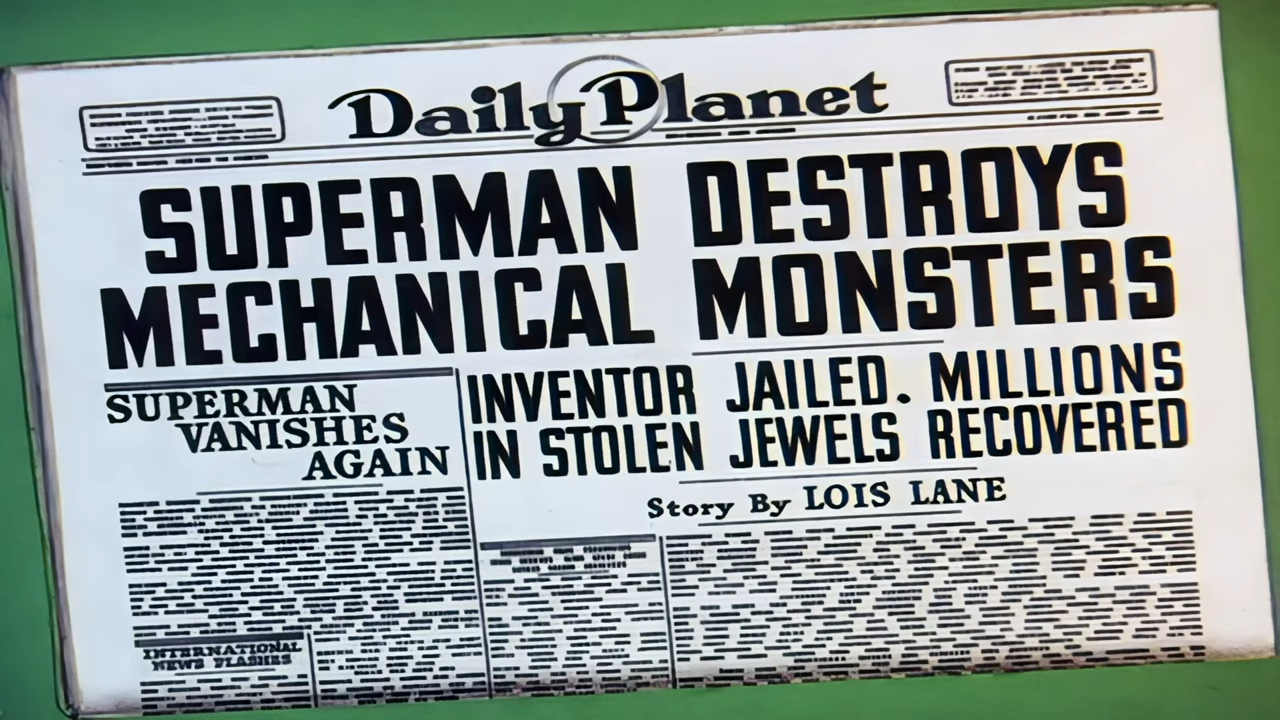 Daily Planet
SUPERMAN DESTROYS
MECHANICAL MONSTERS
SUPERMAN
VANISHES
AGAIN
INVENTOR JAILED. MILLIONS
IN STOLEN JEWELS RECOVERED
Story By LOIS LANE
INTERNATIONAL
NEWS FLASHES